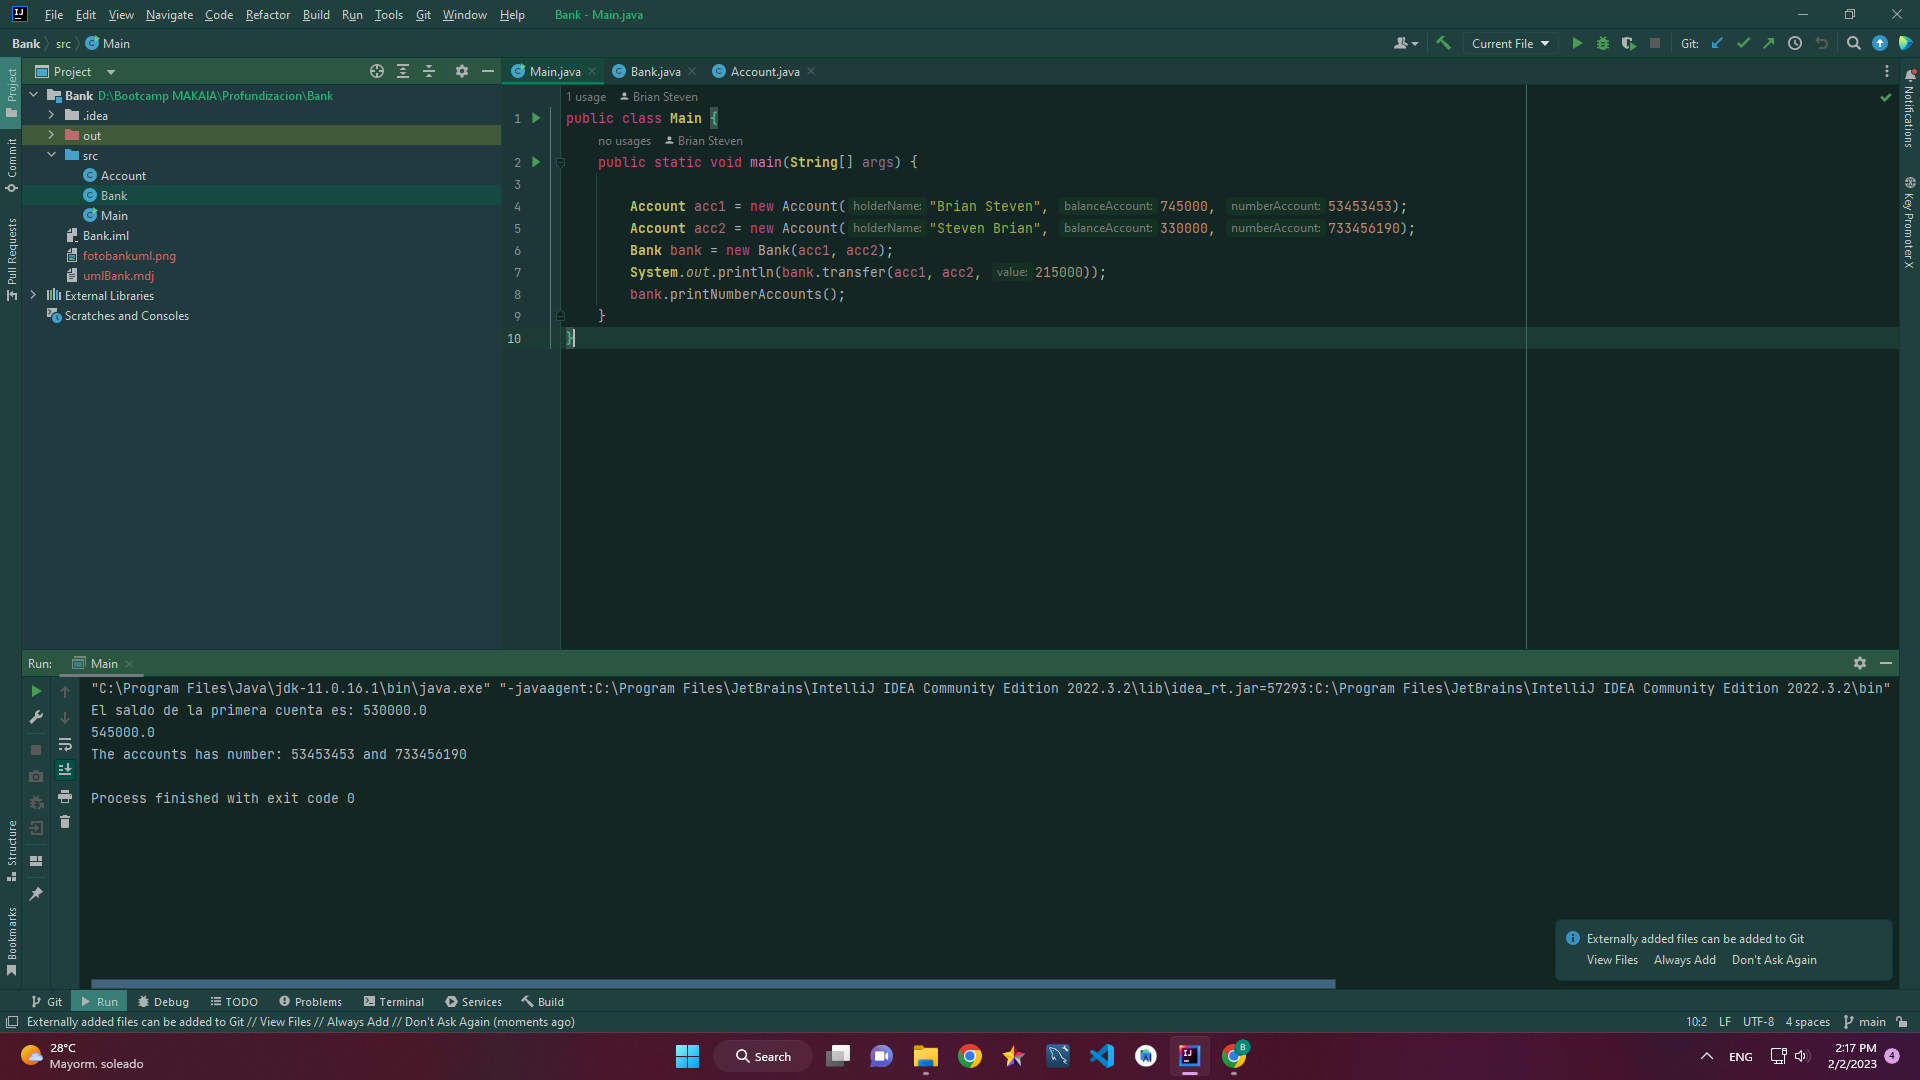 File Edit View Navigate Code Refactor Build Run Tools Git Window Help Bank - Main.java
Bank src Main Current File Git:
Project
Main.java Bank.java Account.java
Bank D:\Bootcamp MAKAIA\Profundizacion\Bank
.idea
out
src
Account
Bank
Main
Bank.iml
fotobankuml.png
umlBank.mdj
External Libraries
Scratches and Consoles
1 usage Brian Steven
1 public class Main {
no usages Brian Steven
2 public static void main(String[] args) {
3
4 Account acc1 = new Account( holderName: "Brian Steven", balanceAccount: 745000, numberAccount: 53453453);
5 Account acc2 = new Account( holderName: "Steven Brian", balanceAccount: 330000, numberAccount: 733456190);
6 Bank bank = new Bank(acc1, acc2);
7 System.out.println(bank.transfer(acc1, acc2, value: 215000));
8 bank.printNumberAccounts();
9 }
10 }
Project
Commit
Pull Requests
Structure
Bookmarks
Notifications
Key Promoter X
Run: Main
"C:\Program Files\Java\jdk-11.0.16.1\bin\java.exe" "-javaagent:C:\Program Files\JetBrains\IntelliJ IDEA Community Edition 2022.3.2\lib\idea_rt.jar=57293:C:\Program Files\JetBrains\IntelliJ IDEA Community Edition 2022.3.2\bin"
El saldo de la primera cuenta es: 530000.0
545000.0
The accounts has number: 53453453 and 733456190
Process finished with exit code 0
Externally added files can be added to Git
View Files Always Add Don't Ask Again
Git Run Debug TODO Problems Terminal Services Build
Externally added files can be added to Git // View Files // Always Add // Don't Ask Again (moments ago) 10:2 LF UTF-8 4 spaces main
28°C
Mayorm. soleado
Search
ENG
2:17 PM
2/2/2023
4